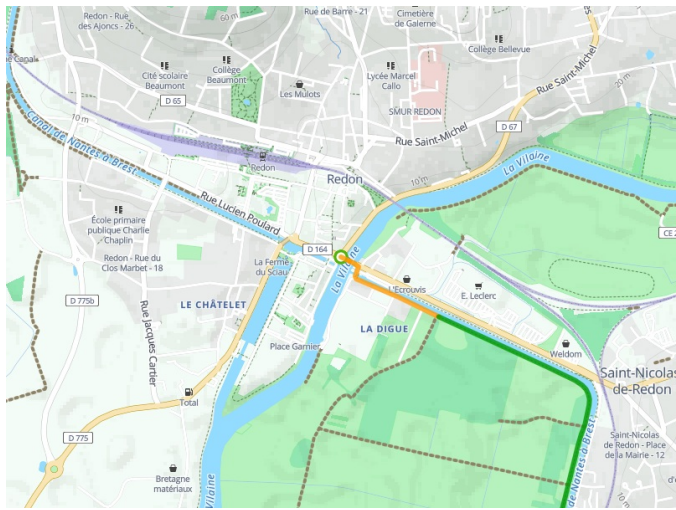 Redon - Rue
des Ajoncs - 26
60 m
Rue de Barre - 21
Cimetière
de Galerne
Collège Bellevue
Canal
Cité scolaire
Beaumont
Collège
Beaumont
Les Mulots
Lycée Marcel
Callo
SMUR REDON
Rue Saint-Michel
20 m
D 65
10 m
Rue Saint-Michel
D 67
Canal de Nantes à Brest
Redon
Redon
10 m
La Vilaine
Rue Lucien Poulard
École primaire
publique Charlie
Chaplin
CE 2
D 164
La Ferme
du Sciau
La Vilaine
Redon - Rue du
Clos Marbet - 18
L'Ecrouvis
E. Leclerc
D 775b
LE CHÂTELET
Rue Jacques Cartier
LA DIGUE
Place Garnier
Weldom
Saint-Nicolas
-de-Redon
Total
D 775
Saint-Nicolas
de-Redon - Place
de la Mairie - 12
Bretagne
matériaux
Vilaine
de Nantes à Brest
10 m